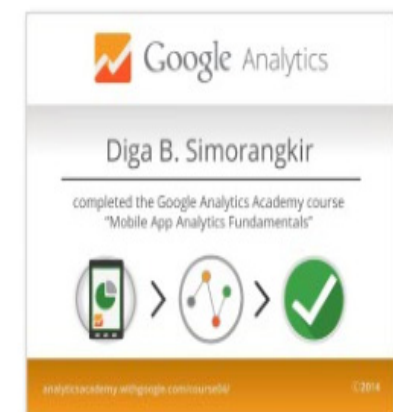 Google Analytics
Diga B. Simorangkir
completed the Google Analytics Academy course
"Mobile App Analytics Fundamentals"
analyticsacademy.withgoogle.com/course04/
©2014